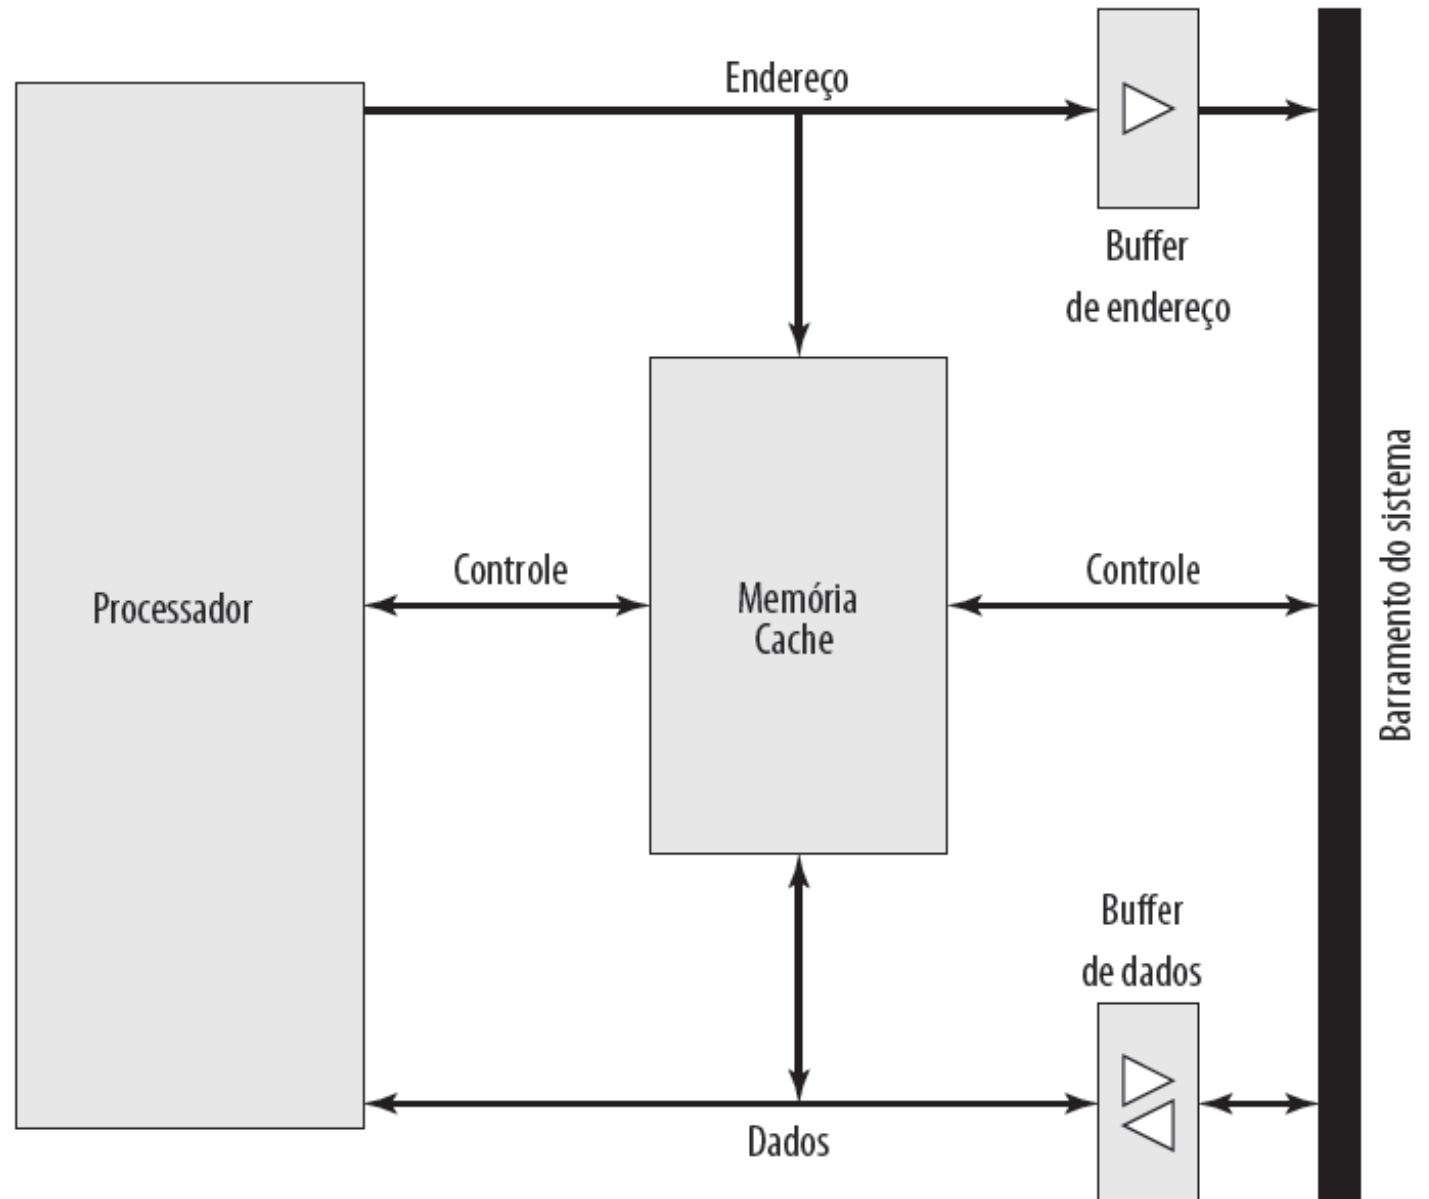 Endereço
Buffer
de endereço
Controle
Controle
Processador
Memória
Cache
Barramento do sistema
Buffer
de dados
Dados